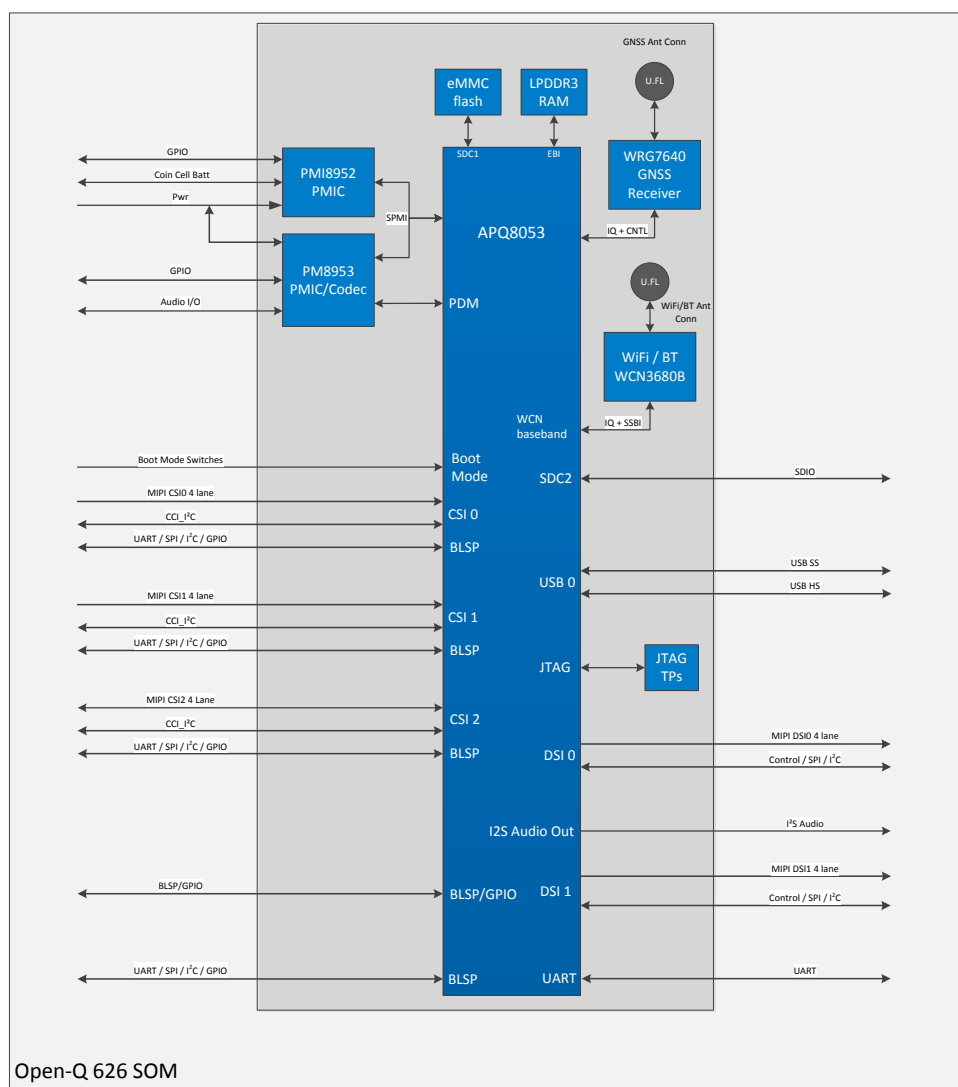 GNSS Ant Conn
U.FL
eMMC
flash
LPDDR3
RAM
SDC1
EBI
WRG7640
GNSS
Receiver
GPIO
Coin Cell Batt
Pwr
PMI8952
PMIC
SPMI
APQ8053
IQ + CNTL
PM8953
PMIC/Codec
GPIO
Audio I/O
PDM
U.FL
WiFi/BT Ant
Conn
WiFi / BT
WCN3680B
WCN
baseband
IQ + SSBI
Boot Mode Switches
Boot
Mode
SDC2
SDIO
MIPI CSI0 4 lane
CSI 0
CCI_I²C
UART / SPI / I²C / GPIO
BLSP
USB 0
USB SS
USB HS
MIPI CSI1 4 lane
CSI 1
CCI_I²C
UART / SPI / I²C / GPIO
BLSP
JTAG
JTAG
TPs
MIPI CSI2 4 Lane
CSI 2
CCI_I²C
UART / SPI / I²C / GPIO
BLSP
DSI 0
MIPI DSI0 4 lane
Control / SPI / I²C
I2S Audio Out
I²S Audio
BLSP/GPIO
BLSP/GPIO
DSI 1
MIPI DSI1 4 lane
Control / SPI / I²C
UART / SPI / I²C / GPIO
BLSP
UART
UART
Open-Q 626 SOM